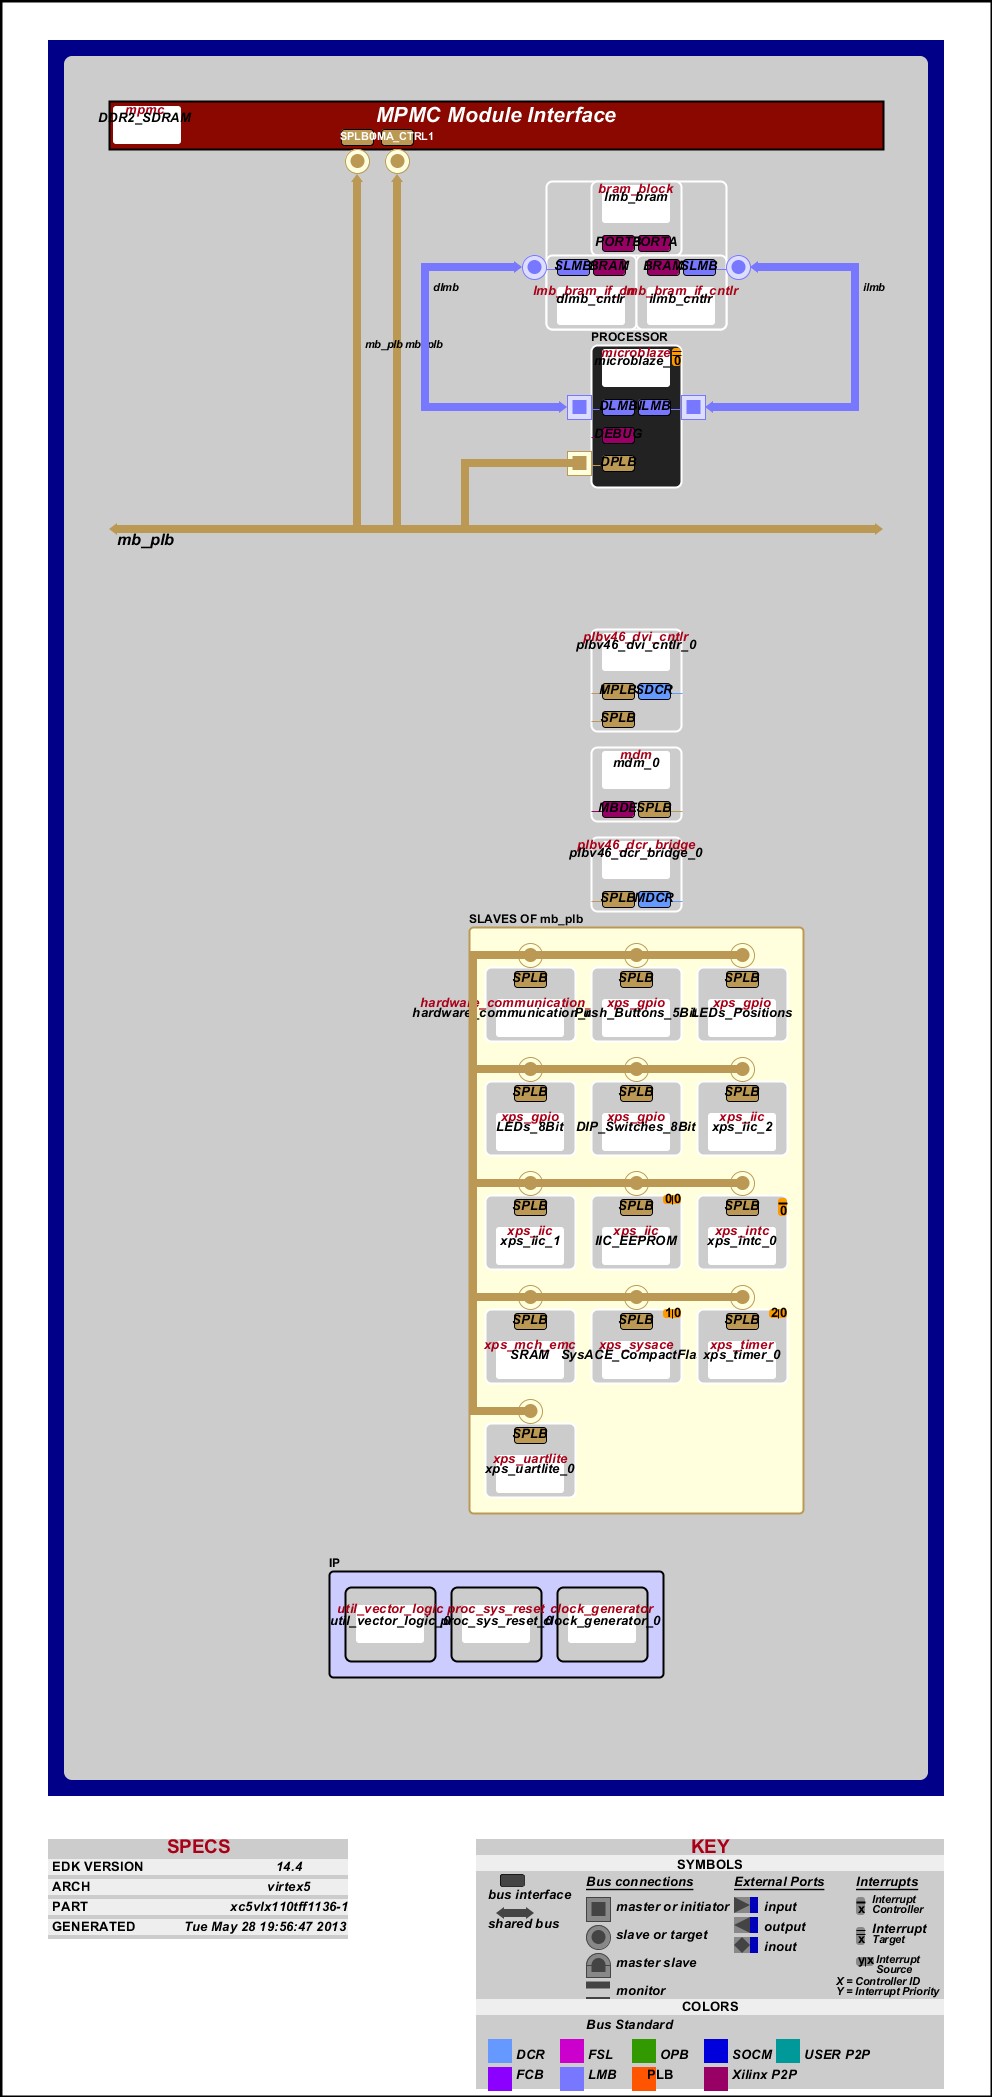 mpmc
DDR2_SDRAM
MPMC Module Interface
SPLB0
DMA_CTRL1
bram_block
lmb_bram
PORTB
PORTA
SLMB
BRAM
BRAM
SLMB
dlmb
ilmb
lmb_bram_if_cntlr
dlmb_cntlr
lmb_bram_if_cntlr
ilmb_cntlr
PROCESSOR
mb_plb
mb_plb
microblaze
microblaze_0
DLMB
ILMB
DEBUG
DPLB
mb_plb
plbv46_dvi_cntlr
plbv46_dvi_cntlr_0
MPLB
SDCR
SPLB
mdm
mdm_0
MBDE
SPLB
plbv46_dcr_bridge
plbv46_dcr_bridge_0
SPLB
MDCR
SLAVES OF mb_plb
SPLB
SPLB
SPLB
hardware_communication
xps_gpio
xps_gpio
Push_Buttons_5Bit
LEDs_Positions
SPLB
SPLB
SPLB
xps_gpio
xps_gpio
xps_iic
LEDs_8Bit
DIP_Switches_8Bit
xps_iic_2
0|0
0
SPLB
SPLB
SPLB
xps_iic
xps_iic
xps_intc
xps_iic_1
IIC_EEPROM
xps_intc_0
1|0
2|0
SPLB
SPLB
SPLB
xps_mch_emc
xps_sysace
xps_timer
SRAM
SysACE_CompactFla
xps_timer_0
SPLB
xps_uartlite
xps_uartlite_0
IP
util_vector_logic
proc_sys_reset
clock_generator
util_vector_logic_0
proc_sys_reset_0
clock_generator_0
SPECS
EDK VERSION 14.4
ARCH virtex5
PART xc5vlx110tff1136-1
GENERATED Tue May 28 19:56:47 2013
KEY
SYMBOLS
bus interface
shared bus
Bus connections
master or initiator
slave or target
master slave
monitor
External Ports
input
output
inout
Interrupts
x
Interrupt
Controller
x
Interrupt
Target
y|x
Interrupt
Source
X = Controller ID
Y = Interrupt Priority
COLORS
Bus Standard
DCR FSL OPB SOCM USER P2P
FCB LMB PLB Xilinx P2P